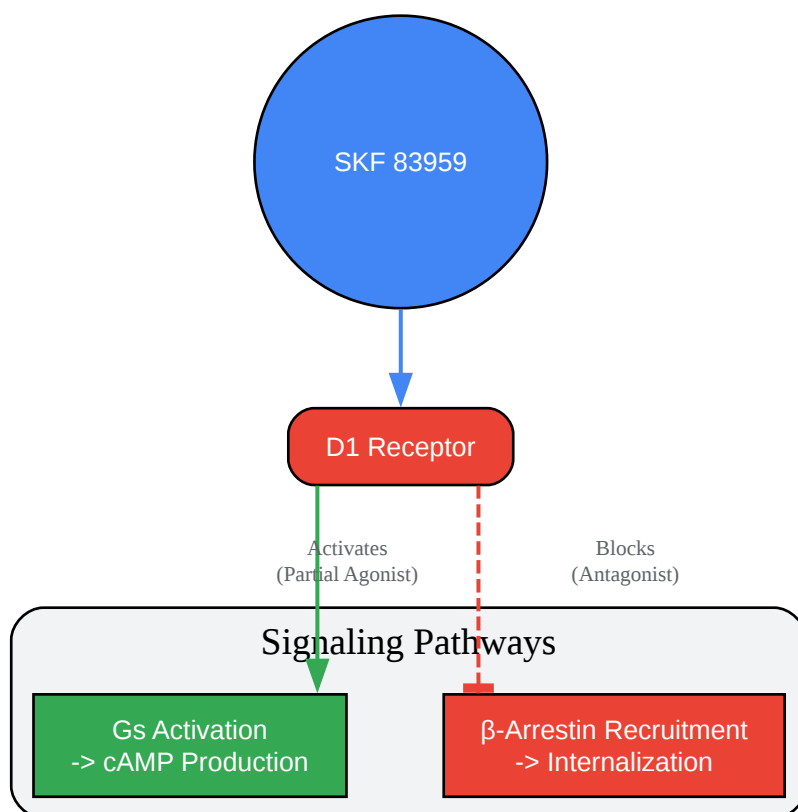 SKF 83959
D1 Receptor
Activates
(Partial Agonist)
Blocks
(Antagonist)
Signaling Pathways
Gs Activation
-> cAMP Production
β-Arrestin Recruitment
-> Internalization